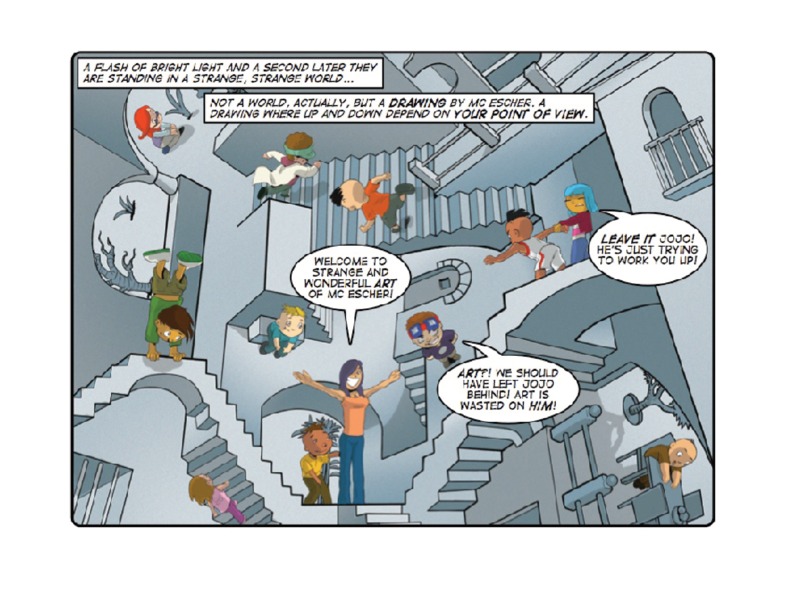 A FLASH OF BRIGHT LIGHT AND A SECOND LATER THEY
ARE STANDING IN A STRANGE, STRANGE WORLD...
NOT A WORLD, ACTUALLY, BUT A DRAWING BY MC ESCHER. A
DRAWING WHERE UP AND DOWN DEPEND ON YOUR POINT OF VIEW.
WELCOME TO
STRANGE AND
WONDERFUL ART
OF MC ESCHER!
LEAVE IT JOJO!
HE'S JUST TRYING
TO WORK YOU UP!
ART?! WE SHOULD
HAVE LEFT JOJO
BEHIND! ART IS
WASTED ON HIM!